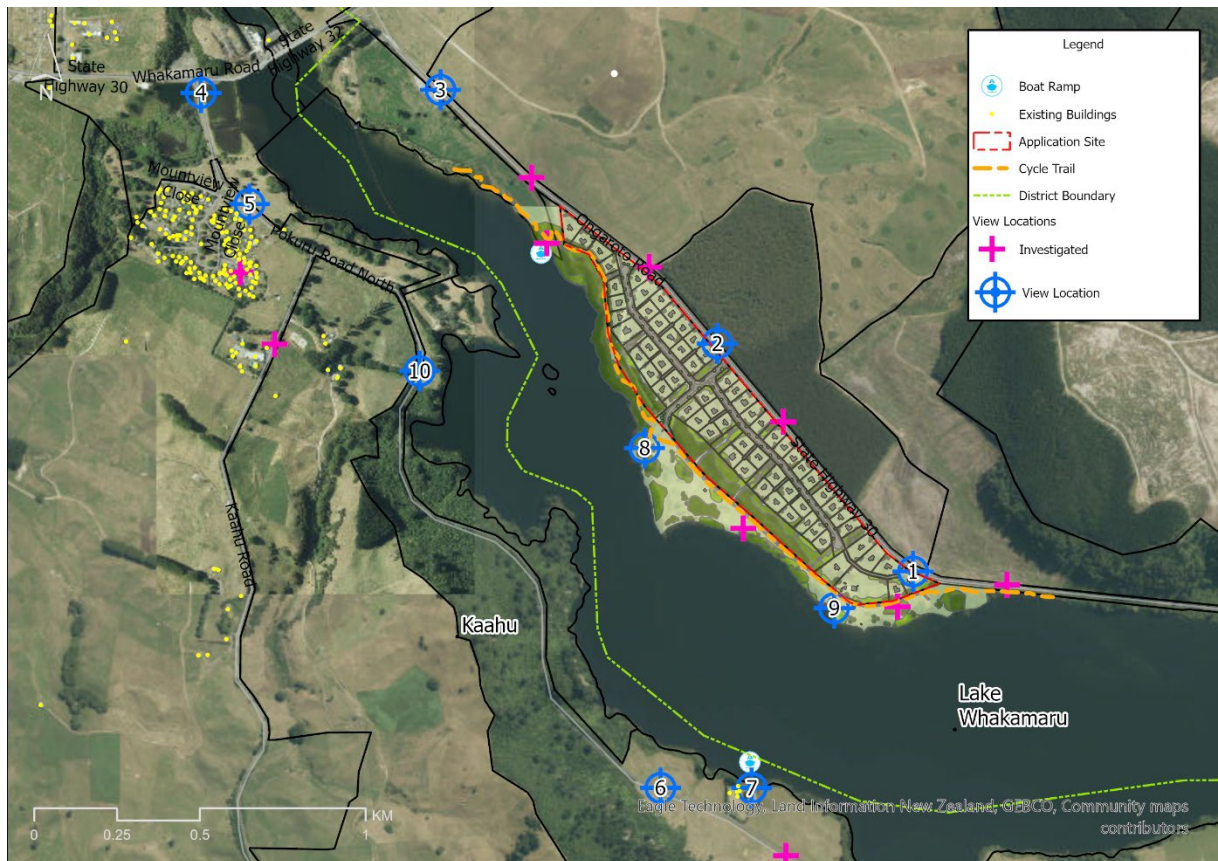 State
Highway 32
State
Highway 30
Whakamaru Road
N
4
3
Mountview
Close
Mountview
Close
5
Pokuru Road North
Ongaroto Road
2
10
8
State Highway 30
1
9
Kaahu Road
Kaahu
Lake
Whakamaru
6
7
Legend
Boat Ramp
Existing Buildings
Application Site
Cycle Trail
District Boundary
View Locations
Investigated
View Location
KM
0
0.5
1
Eagle Technology, Land Information New Zealand, GEBCO, Community maps
contributors